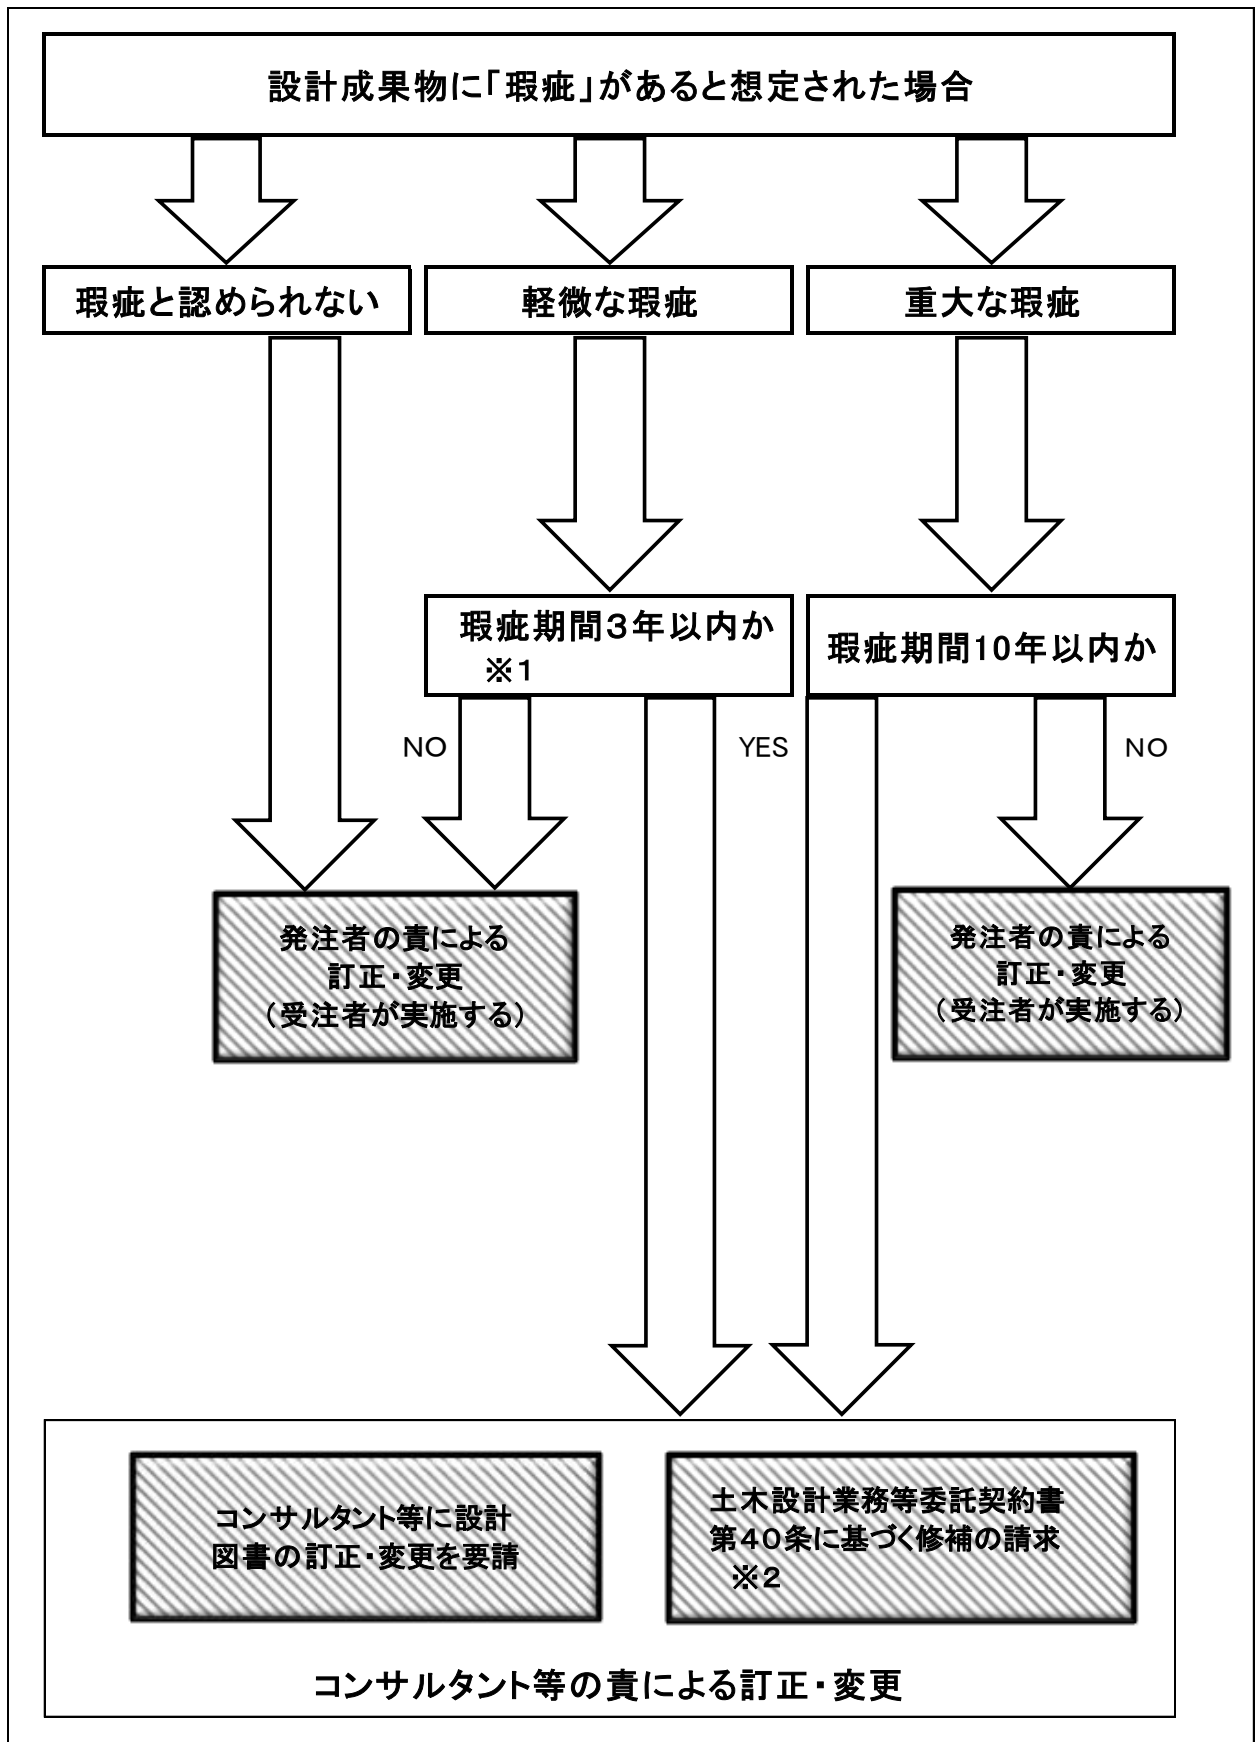 設計成果物に「瑕疵」があると想定された場合
瑕疵と認められない
軽微な瑕疵
重大な瑕疵
瑕疵期間3年以内か
※1
瑕疵期間10年以内か
NO
YES
NO
発注者の責による
訂正・変更
(受注者が実施する)
発注者の責による
訂正・変更
(受注者が実施する)
コンサルタント等に設計
図書の訂正・変更を要請
土木設計業務等委託契約書
第40条に基づく修補の請求
※2
コンサルタント等の責による訂正・変更